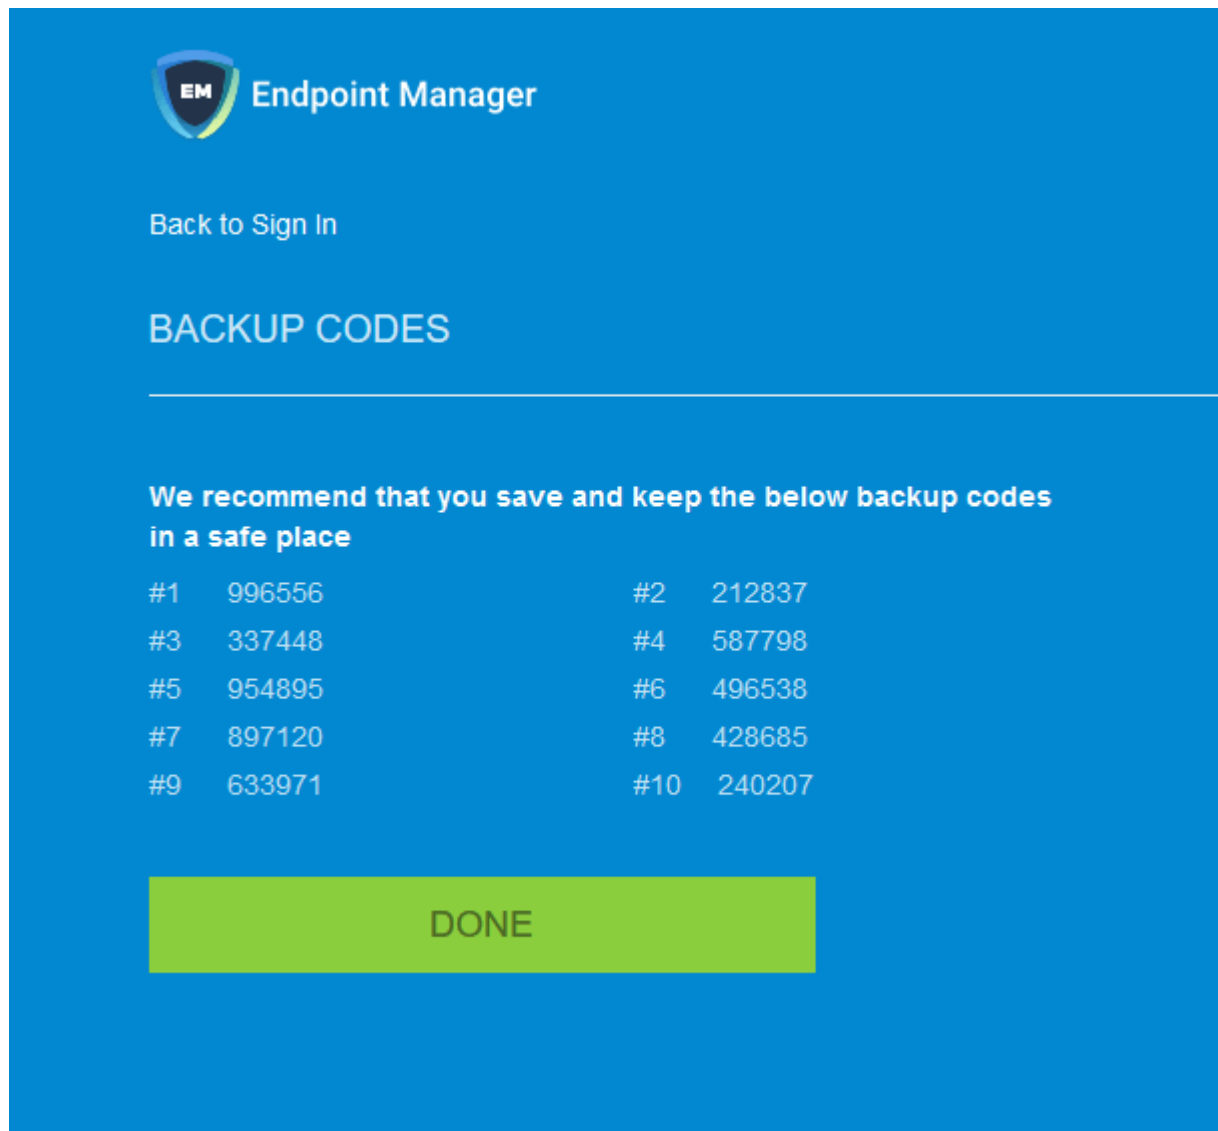 EM
Endpoint Manager
Back to Sign In
BACKUP CODES
We recommend that you save and keep the below backup codes
in a safe place
#1 996556 #2 212837
#3 337448 #4 587798
#5 954895 #6 496538
#7 897120 #8 428685
#9 633971 #10 240207
DONE